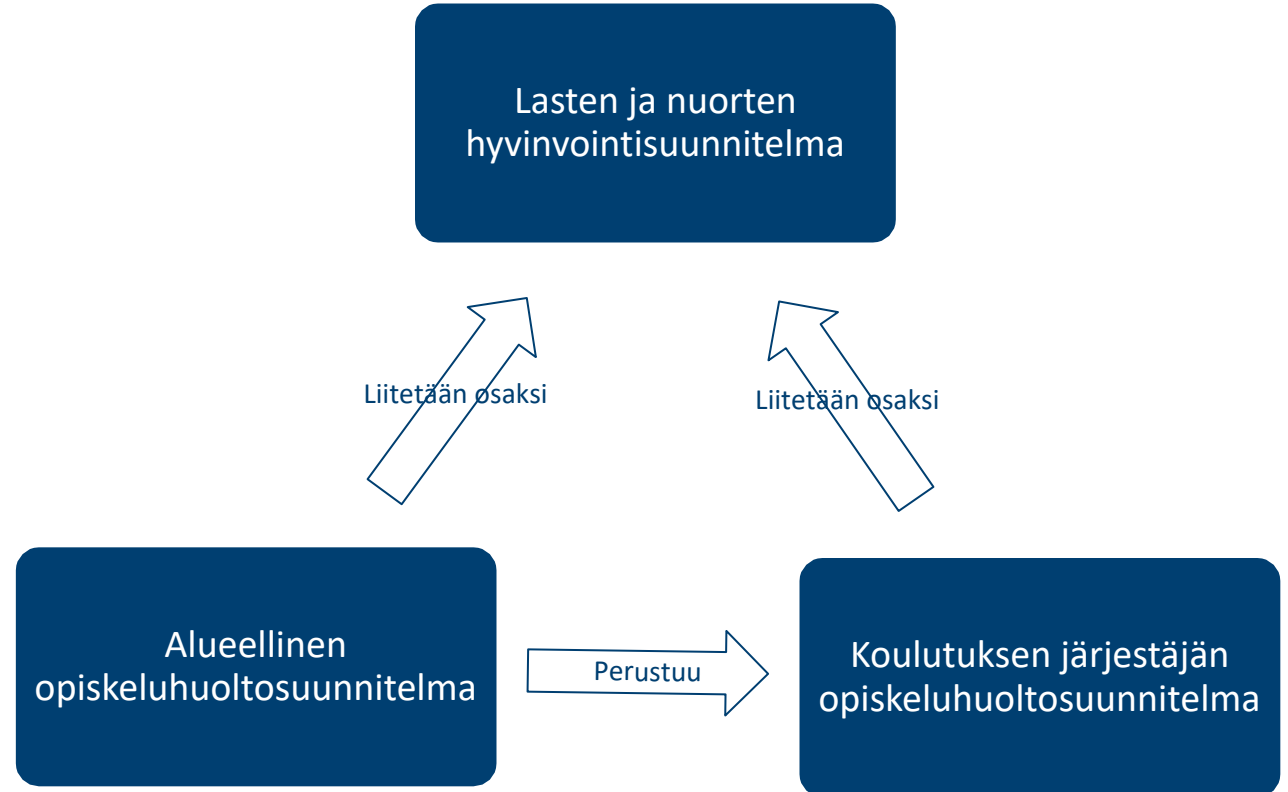 Lasten ja nuorten
hyvinvointisuunnitelma
Liitetään osaksi
Liitetään osaksi
Alueellinen
opiskeluhuoltosuunnitelma
Perustuu
Koulutuksen järjestäjän
opiskeluhuoltosuunnitelma